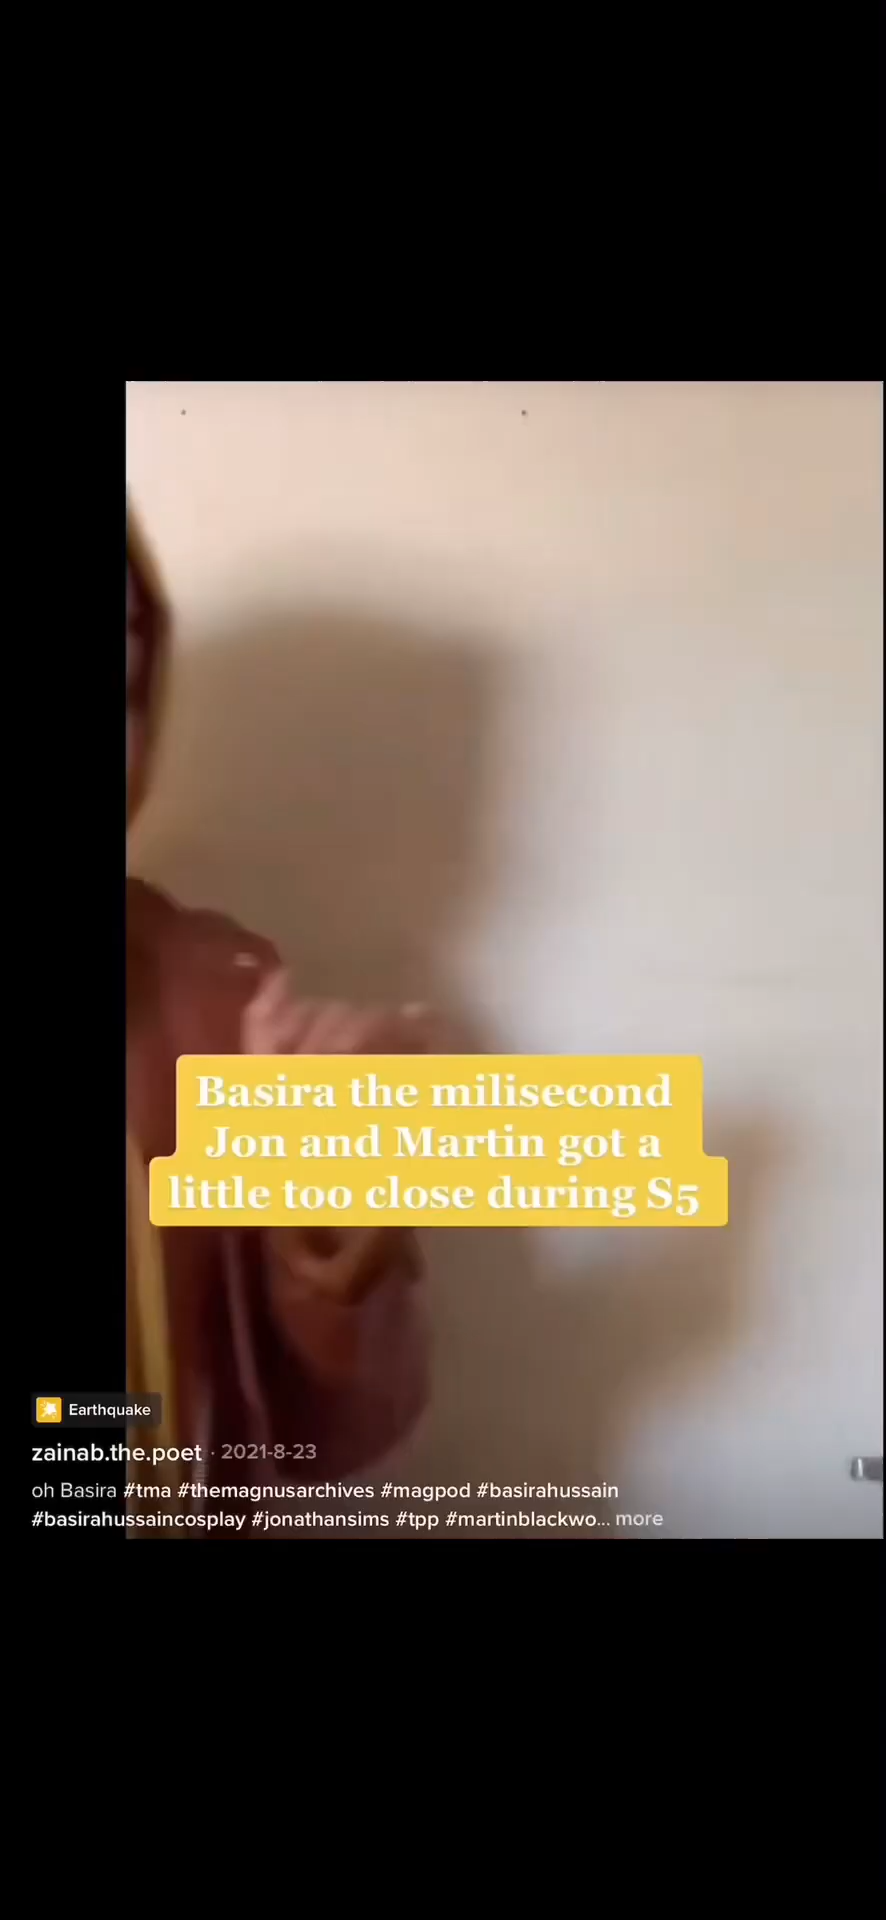 Basira the milisecond
Jon and Martin got a
little too close during S5
Earthquake
zainab.the.poet · 2021-8-23
oh Basira #tma #themagnusarchives #magpod #basirahussain
#basirahussaincosplay #jonathansims #tpp #martinblackwo... more